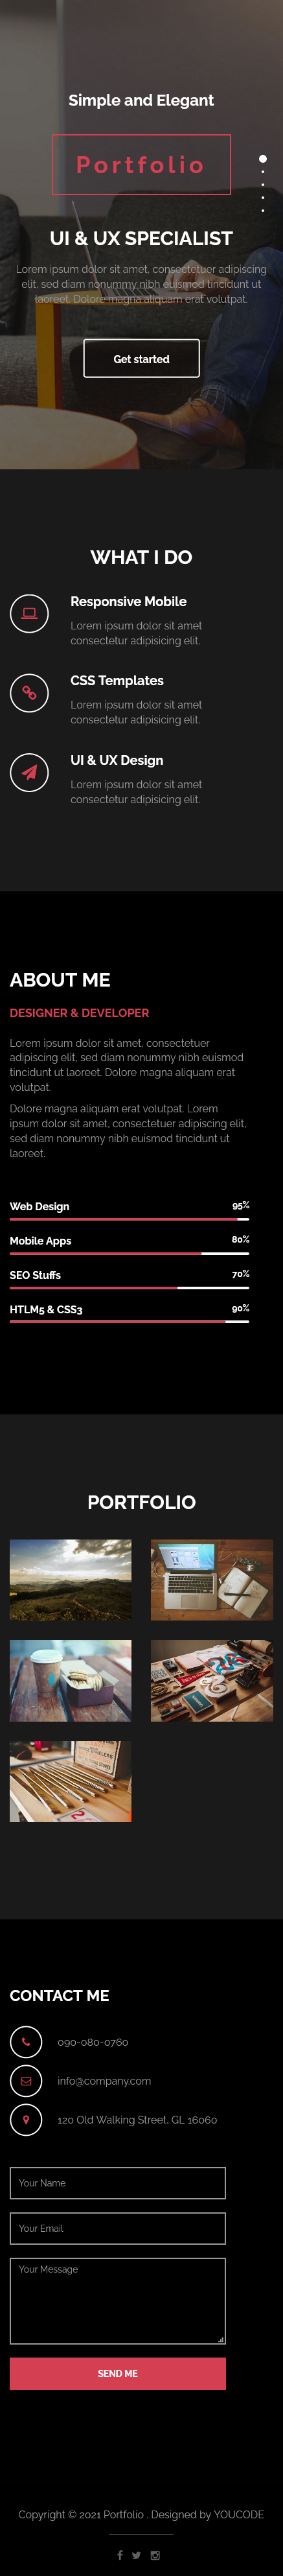 Simple and Elegant
Portfolio
UI & UX SPECIALIST
Lorem ipsum dolor sit amet, consectetuer adipiscing
elit, sed diam nonummy nibh euismod tincidunt ut
laoreet. Dolore magna aliquam erat volutpat.
Get started
WHAT I DO
Responsive Mobile
Lorem ipsum dolor sit amet
consectetur adipisicing elit.
CSS Templates
Lorem ipsum dolor sit amet
consectetur adipisicing elit.
UI & UX Design
Lorem ipsum dolor sit amet
consectetur adipisicing elit.
ABOUT ME
DESIGNER & DEVELOPER
Lorem ipsum dolor sit amet, consectetuer
adipiscing elit, sed diam nonummy nibh euismod
tincidunt ut laoreet. Dolore magna aliquam erat
volutpat.
Dolore magna aliquam erat volutpat. Lorem
ipsum dolor sit amet, consectetuer adipiscing elit,
sed diam nonummy nibh euismod tincidunt ut
laoreet.
Web Design 95%
Mobile Apps 80%
SEO Stuffs 70%
HTLM5 & CSS3 90%
PORTFOLIO
CONTACT ME
090-080-0760
info@company.com
120 Old Walking Street, GL 16060
Your Name
Your Email
Your Message
SEND ME
Copyright © 2021 Portfolio . Designed by YOUCODE